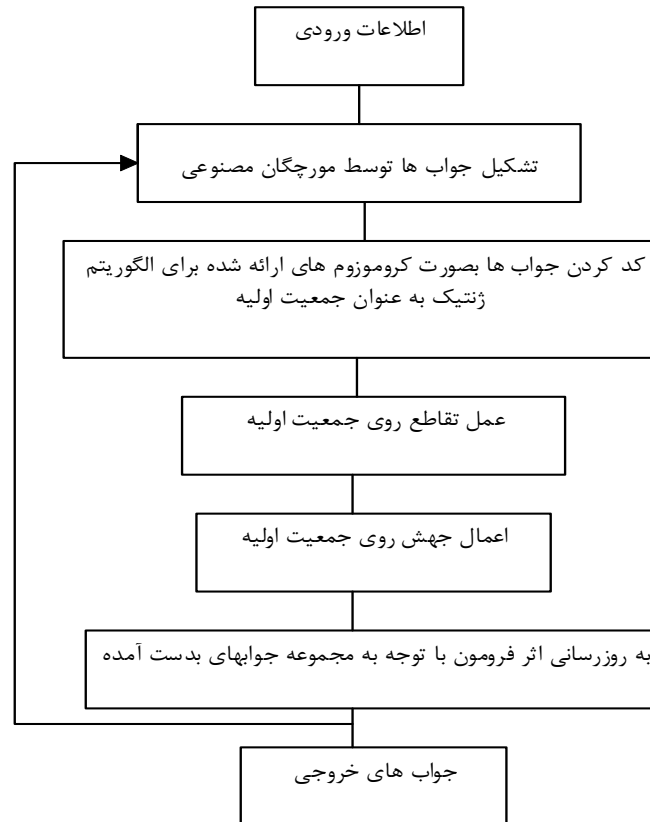 اطلاعات ورودی
تشکیل جواب ها توسط مورچگان مصنوعی
کد کردن جواب ها بصورت کروموزوم های ارائه شده برای الگوریتم
ژنتیک به عنوان جمعیت اولیه
عمل تقاطع روی جمعیت اولیه
اعمال جهش روی جمعیت اولیه
به روزرسانی اثر فرومون با توجه به مجموعه جوابهای بدست آمده
جواب های خروجی